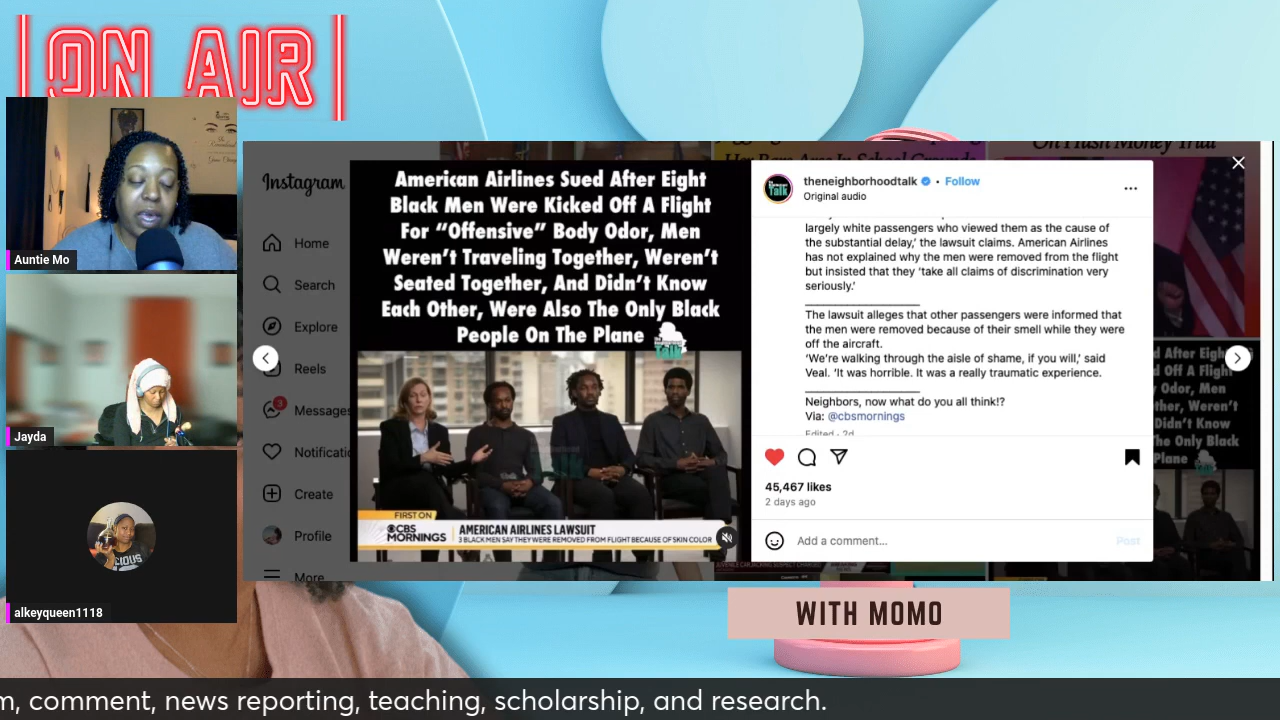 ON AIR
Auntie Mo
Jayda
alkeyqueen1118
On Hush Money Trial
Instagram
Home
Search
Explore
Reels
3
Messages
Create
Profile
More
American Airlines Sued After Eight
Black Men Were Kicked Off A Flight
For “Offensive” Body Odor, Men
Weren’t Traveling Together, Weren’t
Seated Together, And Didn’t Know
Each Other, Were Also The Only Black
People On The Plane
Talk
FIRST ON
CBS
MORNINGS
AMERICAN AIRLINES LAWSUIT
3 BLACK MEN SAY THEY WERE REMOVED FROM FLIGHT BECAUSE OF SKIN COLOR
Talk
theneighborhoodtalk • Follow
Original audio
largely white passengers who viewed them as the cause of
the substantial delay,’ the lawsuit claims. American Airlines
has not explained why the men were removed from the flight
but insisted that they ‘take all claims of discrimination very
seriously.’
The lawsuit alleges that other passengers were informed that
the men were removed because of their smell while they were
off the aircraft.
‘We’re walking through the aisle of shame, if you will,’ said
Veal. ‘It was horrible. It was a really traumatic experience.
Neighbors, now what do you all think!?
Via: @cbsmornings
Edited · 2d
45,467 likes
2 days ago
Add a comment...
Post
WITH MOMO
comment, news reporting, teaching, scholarship, and research.